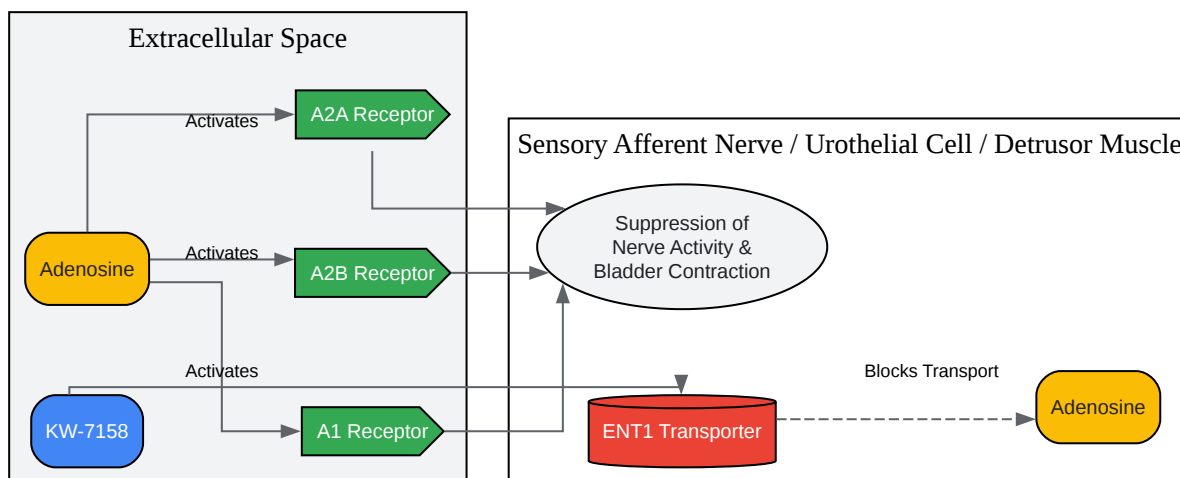 Extracellular Space
A2A Receptor
Activates
Sensory Afferent Nerve / Urothelial Cell / Detrusor Muscle
Suppression of
Nerve Activity &
Bladder Contraction
Adenosine
Activates
A2B Receptor
Activates
Blocks Transport
KW-7158
A1 Receptor
ENT1 Transporter
Adenosine